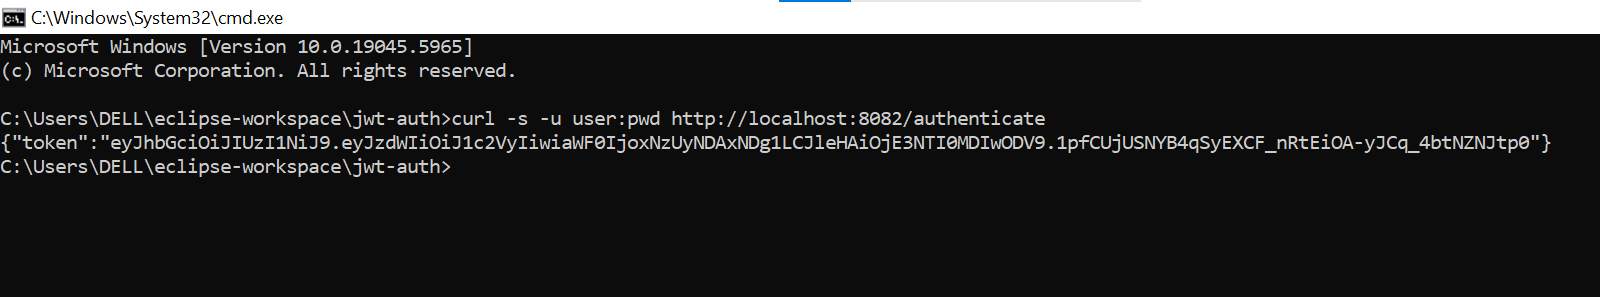 C:\Windows\System32\cmd.exe
Microsoft Windows [Version 10.0.19045.5965]
(c) Microsoft Corporation. All rights reserved.
C:\Users\DELL\eclipse-workspace\jwt-auth>curl -s -u user:pwd http://localhost:8082/authenticate
{"token":"eyJhbGciOiJIUzI1NiJ9.eyJzdWIiOiJ1c2VyIiwiaWF0IjoxNzUyNDAxNDg1LCJleHAiOjE3NTI0MDIwODV9.1pfCUjUSNYB4qSyEXCF_nRtEiOA-yJCq_4btNZNJtp0"}
C:\Users\DELL\eclipse-workspace\jwt-auth>